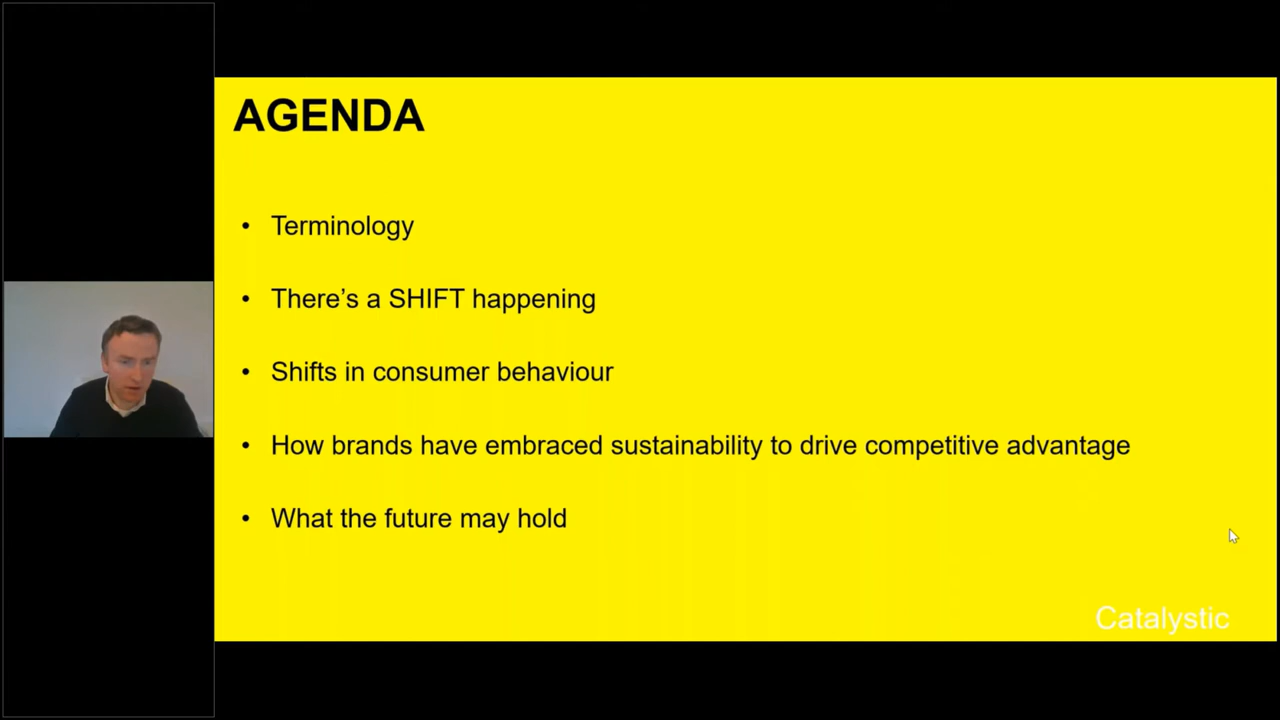 AGENDA
• Terminology
• There’s a SHIFT happening
• Shifts in consumer behaviour
• How brands have embraced sustainability to drive competitive advantage
• What the future may hold
Catalystic